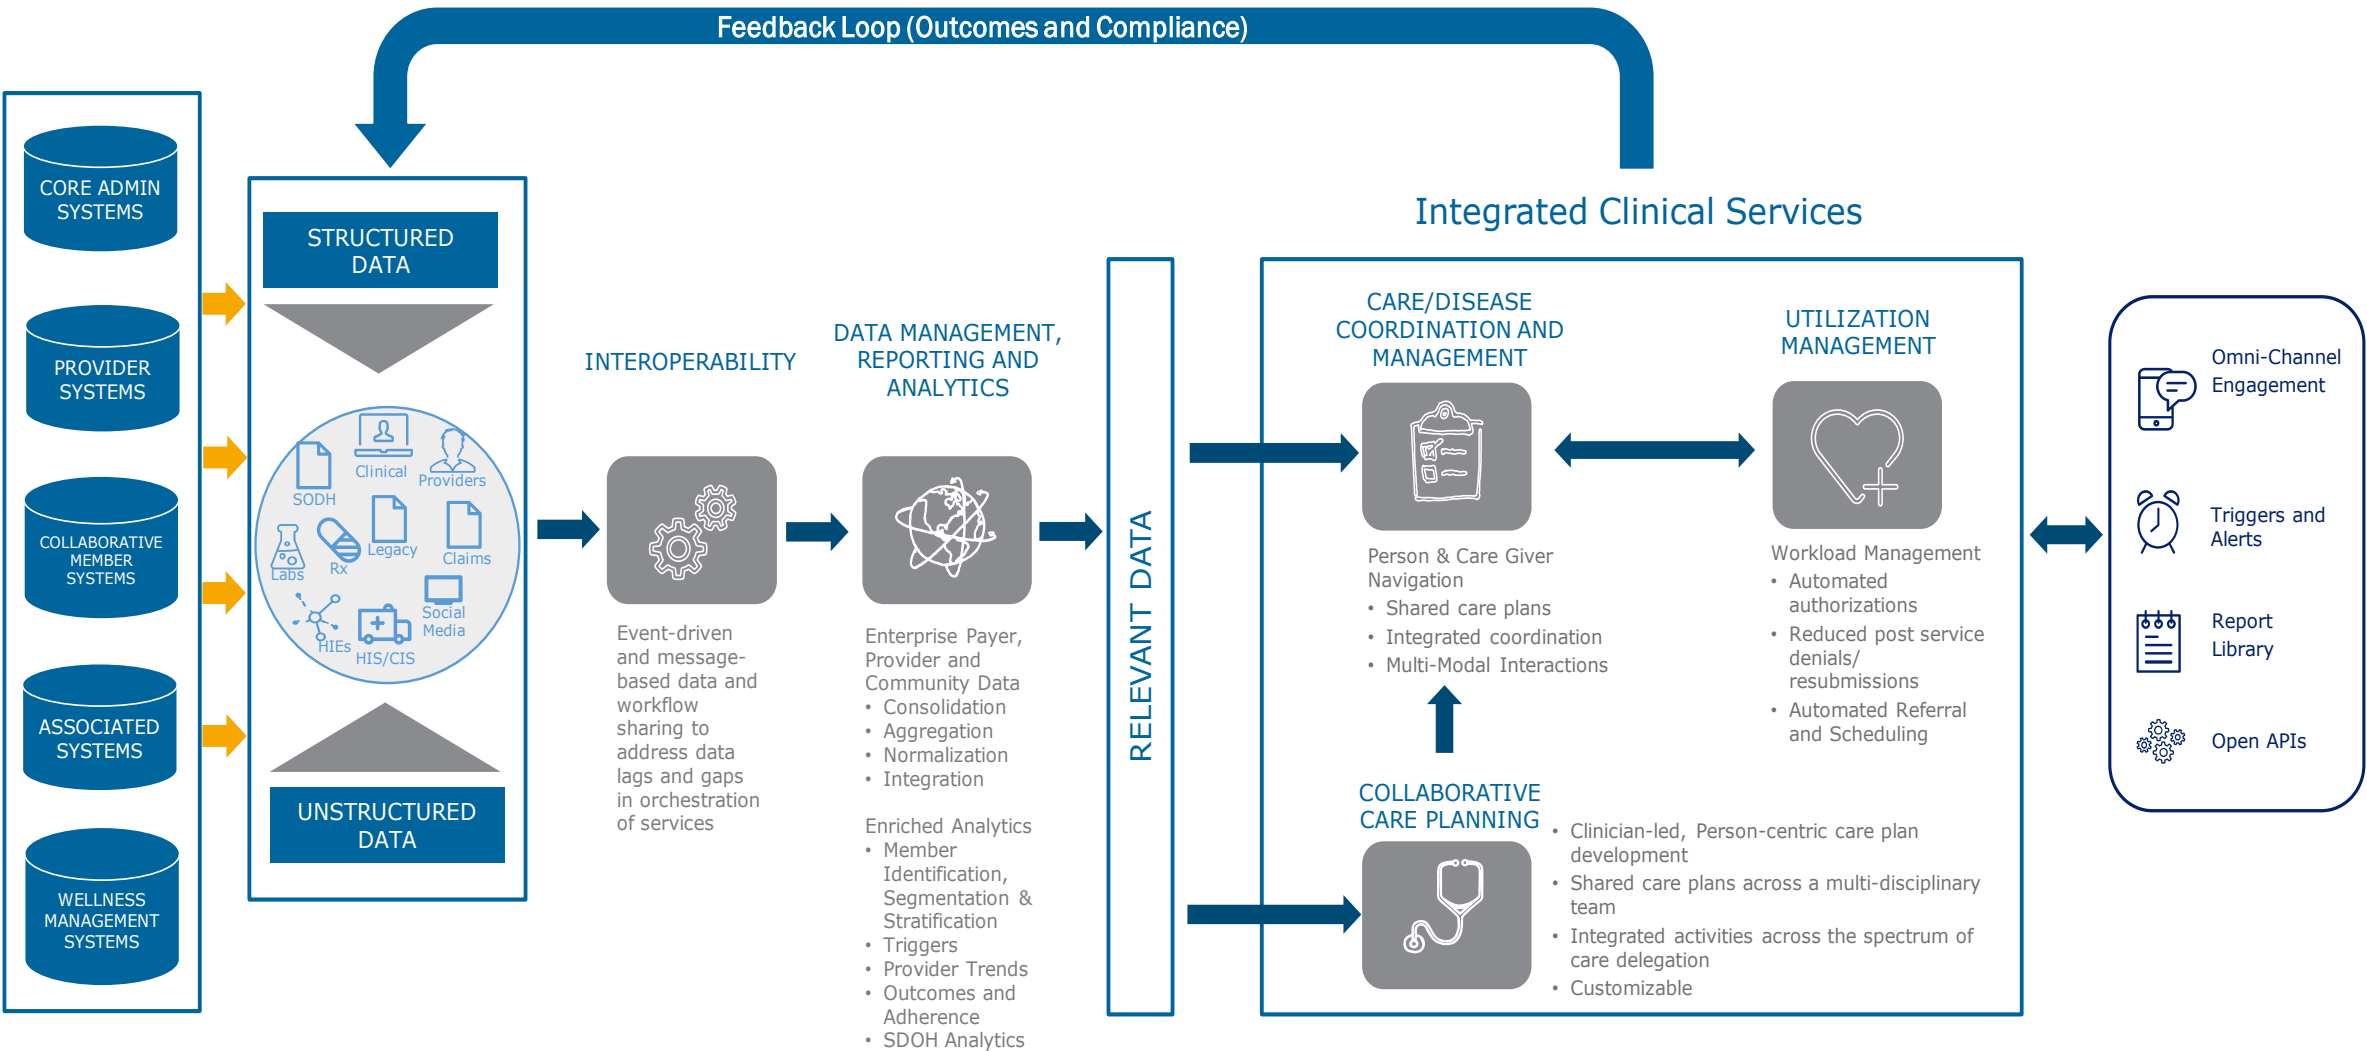 Feedback Loop (Outcomes and Compliance)
CORE ADMIN
SYSTEMS
PROVIDER
SYSTEMS
COLLABORATIVE
MEMBER
SYSTEMS
ASSOCIATED
SYSTEMS
WELLNESS
MANAGEMENT
SYSTEMS
STRUCTURED
DATA
Clinical
Providers
SODH
Legacy
Claims
Labs
Rx
Social
Media
HIEs
HIS/CIS
UNSTRUCTURED
DATA
INTEROPERABILITY
Event-driven
and message-
based data and
workflow
sharing to
address data
lags and gaps
in orchestration
of services
DATA MANAGEMENT,
REPORTING AND
ANALYTICS
Enterprise Payer,
Provider and
Community Data
• Consolidation
• Aggregation
• Normalization
• Integration
Enriched Analytics
• Member
Identification,
Segmentation &
Stratification
• Triggers
• Provider Trends
• Outcomes and
Adherence
• SDOH Analytics
RELEVANT DATA
Integrated Clinical Services
CARE/DISEASE
COORDINATION AND
MANAGEMENT
Person & Care Giver
Navigation
• Shared care plans
• Integrated coordination
• Multi-Modal Interactions
UTILIZATION
MANAGEMENT
Workload Management
• Automated
authorizations
• Reduced post service
denials/
resubmissions
• Automated Referral
and Scheduling
COLLABORATIVE
CARE PLANNING
• Clinician-led, Person-centric care plan
development
• Shared care plans across a multi-disciplinary
team
• Integrated activities across the spectrum of
care delegation
• Customizable
Omni-Channel
Engagement
Triggers and
Alerts
Report
Library
Open APIs